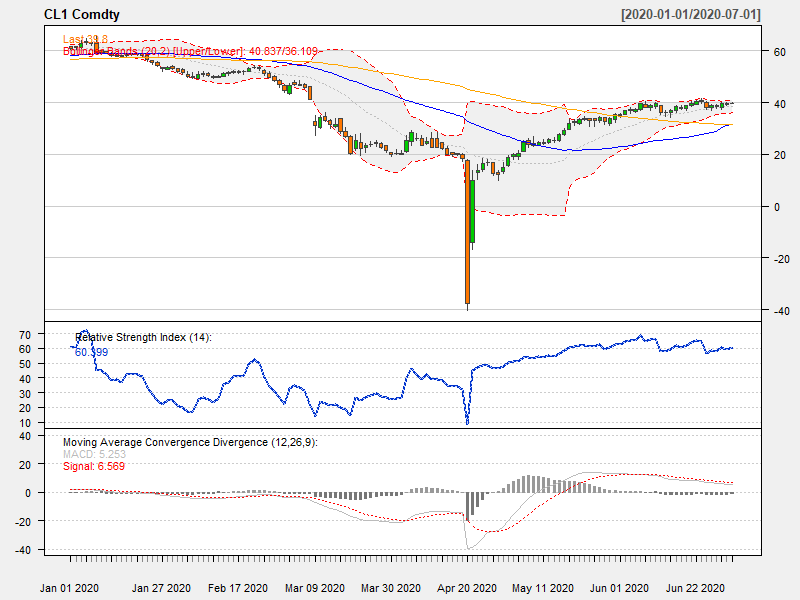 CL1 Comdty
[2020-01-01/2020-07-01]
Last 39.8
Bollinger Bands (20,2) [Upper/Lower]: 40.837/36.109
60
40
20
0
-20
-40
Relative Strength Index (14):
60.399
70
60
50
40
30
20
10
Moving Average Convergence Divergence (12,26,9):
MACD: 5.253
Signal: 6.569
40
20
0
-20
-40
Jan 01 2020 Jan 27 2020 Feb 17 2020 Mar 09 2020 Mar 30 2020 Apr 20 2020 May 11 2020 Jun 01 2020 Jun 22 2020